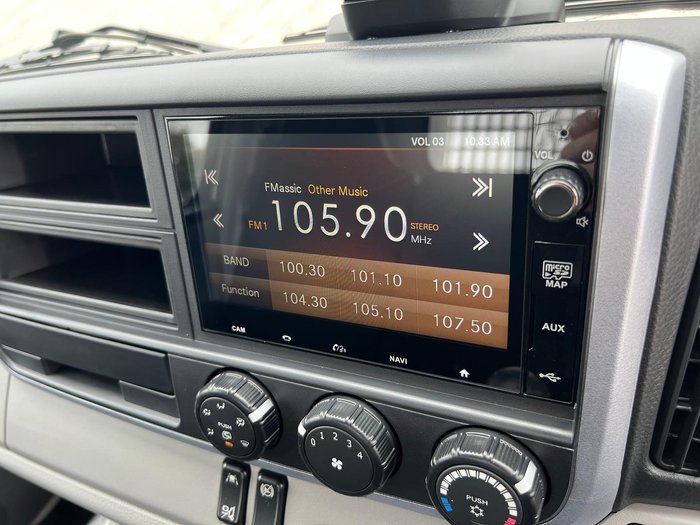 VOL 03 10:33 AM
VOL
FMassic Other Music
FM1 105.90 STEREO
MHz
BAND 100.30 101.10 101.90
Function 104.30 105.10 107.50
micro
SD
MAP
AUX
CAM
NAVI
PUSH
0 1 2 3 4
PUSH